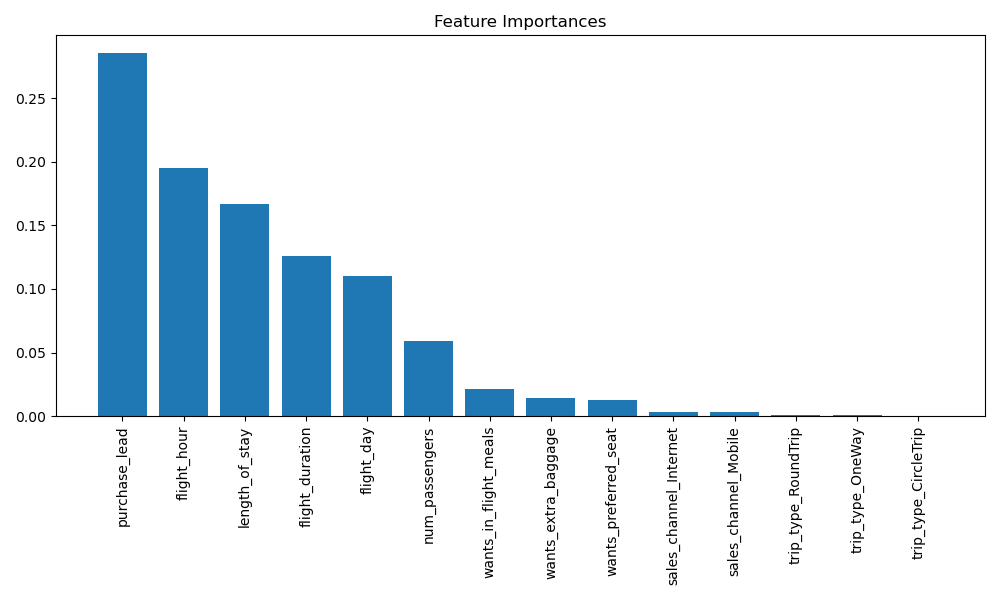 Feature Importances
0.25
0.20
0.15
0.10
0.05
0.00
purchase_lead
flight_hour
length_of_stay
flight_duration
flight_day
num_passengers
wants_in_flight_meals
wants_extra_baggage
wants_preferred_seat
sales_channel_Internet
sales_channel_Mobile
trip_type_RoundTrip
trip_type_OneWay
trip_type_CircleTrip